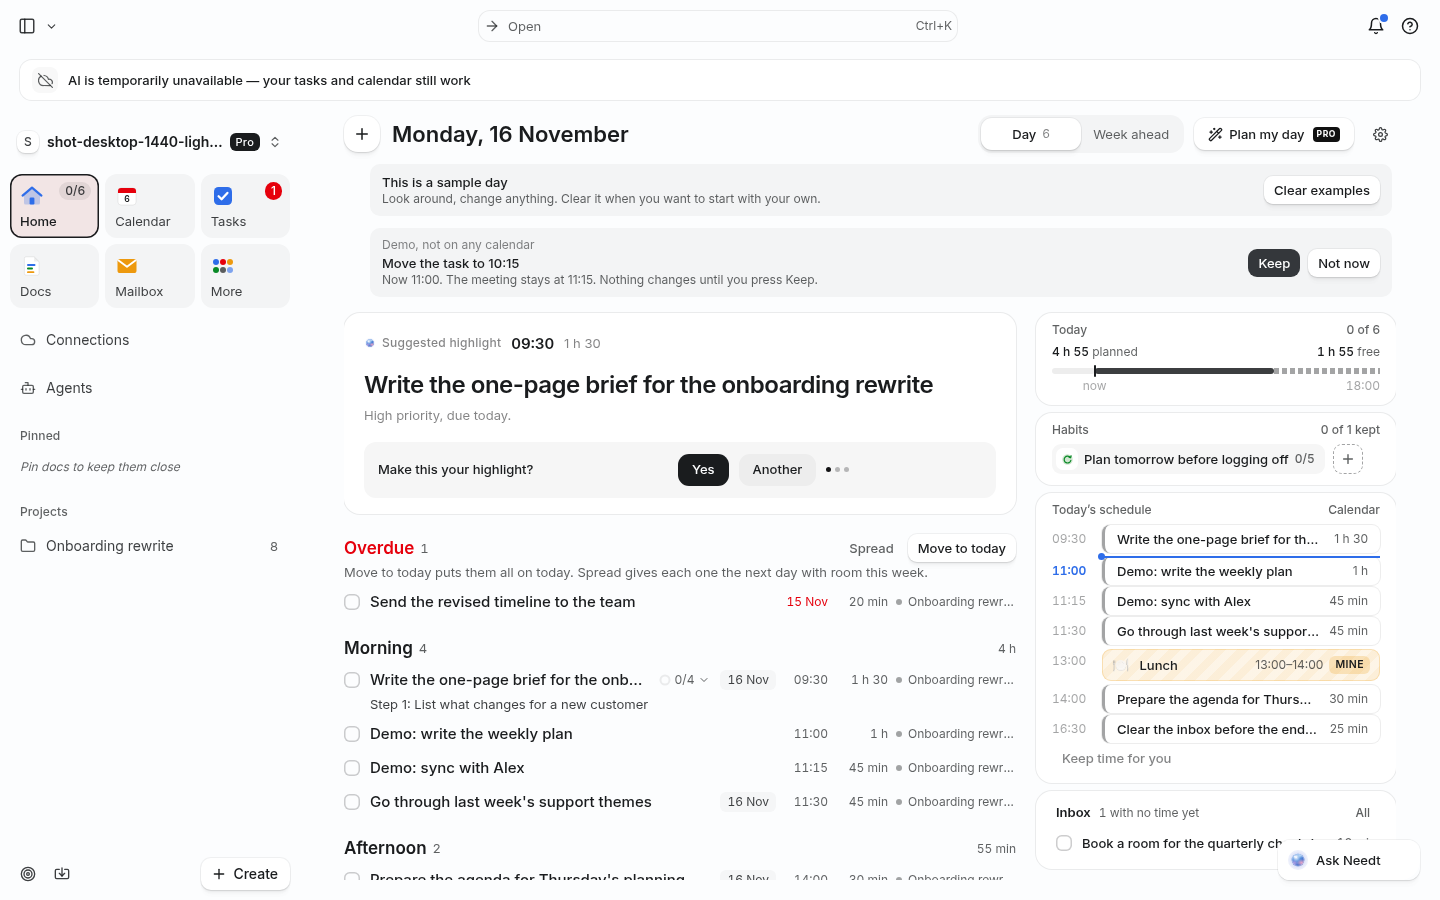 Open
Ctrl+K
AI is temporarily unavailable — your tasks and calendar still work
S
shot-desktop-1440-ligh... Pro
Home 0/6
6
Calendar
Tasks 1
Docs
Mailbox
More
Connections
Agents
Pinned
Pin docs to keep them close
Projects
Onboarding rewrite 8
Create
Monday, 16 November
Day 6
Week ahead
Plan my day PRO
This is a sample day
Look around, change anything. Clear it when you want to start with your own.
Clear examples
Demo, not on any calendar
Move the task to 10:15
Now 11:00. The meeting stays at 11:15. Nothing changes until you press Keep.
Keep
Not now
Suggested highlight 09:30 1 h 30
Write the one-page brief for the onboarding rewrite
High priority, due today.
Make this your highlight?
Yes
Another
Overdue 1
Spread
Move to today
Move to today puts them all on today. Spread gives each one the next day with room this week.
Send the revised timeline to the team 15 Nov 20 min Onboarding rewr...
Morning 4 4 h
Write the one-page brief for the onb... 0/4 16 Nov 09:30 1 h 30 Onboarding rewr...
Step 1: List what changes for a new customer
Demo: write the weekly plan 11:00 1 h Onboarding rewr...
Demo: sync with Alex 11:15 45 min Onboarding rewr...
Go through last week's support themes 16 Nov 11:30 45 min Onboarding rewr...
Afternoon 2 55 min
Prepare the agenda for Thursday's planning 16 Nov 14:00 30 min Onboarding rewr...
Today 0 of 6
4 h 55 planned 1 h 55 free
now 18:00
Habits 0 of 1 kept
Plan tomorrow before logging off 0/5
Today's schedule Calendar
09:30 Write the one-page brief for th... 1 h 30
11:00 Demo: write the weekly plan 1 h
11:15 Demo: sync with Alex 45 min
11:30 Go through last week's suppor... 45 min
13:00 Lunch 13:00–14:00 MINE
14:00 Prepare the agenda for Thurs... 30 min
16:30 Clear the inbox before the end... 25 min
Keep time for you
Inbox 1 with no time yet All
Book a room for the quarterly
Ask Needt